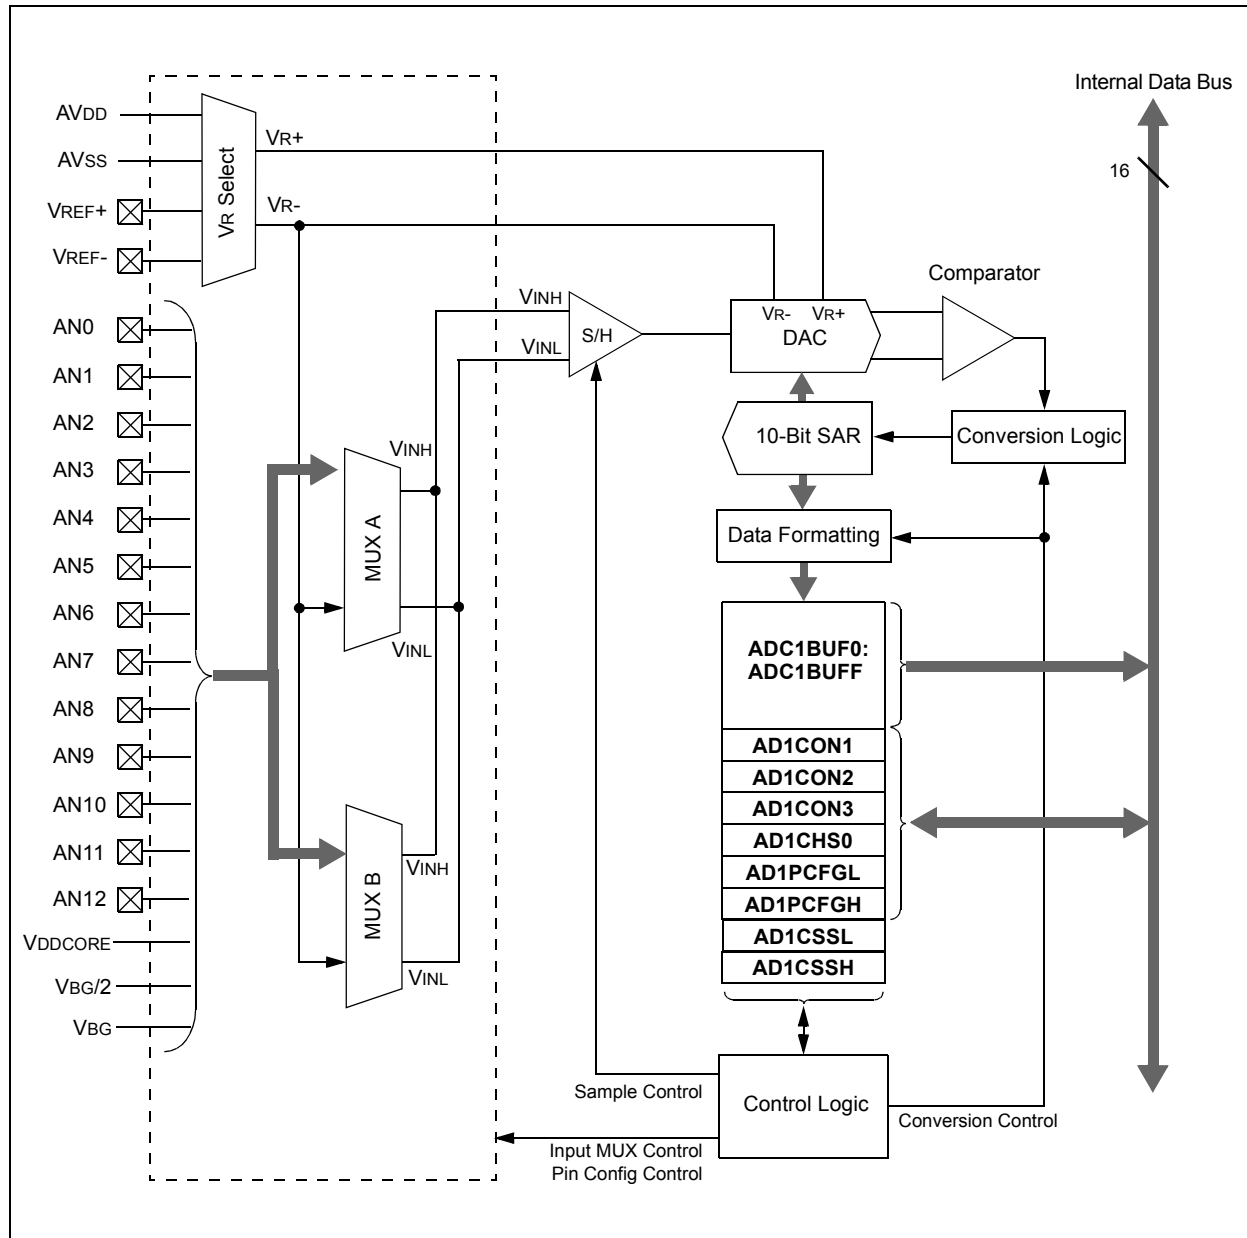 Internal Data Bus
16
AVDD
AVSS
VREF+
VREF-
VR Select
VR+
VR-
AN0
AN1
AN2
AN3
AN4
AN5
AN6
AN7
AN8
AN9
AN10
AN11
AN12
VDDCORE
VBG/2
VBG
MUX A
VINH
VINL
MUX B
VINH
VINL
VINH
VINL
S/H
VR- VR+
DAC
Comparator
10-Bit SAR
Conversion Logic
Data Formatting
ADC1BUF0:
ADC1BUFF
AD1CON1
AD1CON2
AD1CON3
AD1CHS0
AD1PCFGL
AD1PCFGH
AD1CSSL
AD1CSSH
Control Logic
Sample Control
Conversion Control
Input MUX Control
Pin Config Control